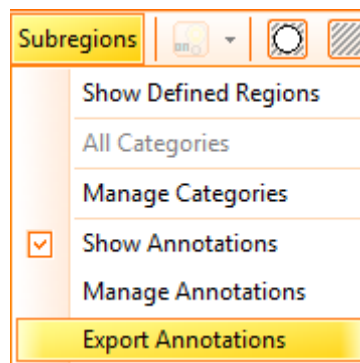 Subregions
Show Defined Regions
All Categories
Manage Categories
Show Annotations
Manage Annotations
Export Annotations